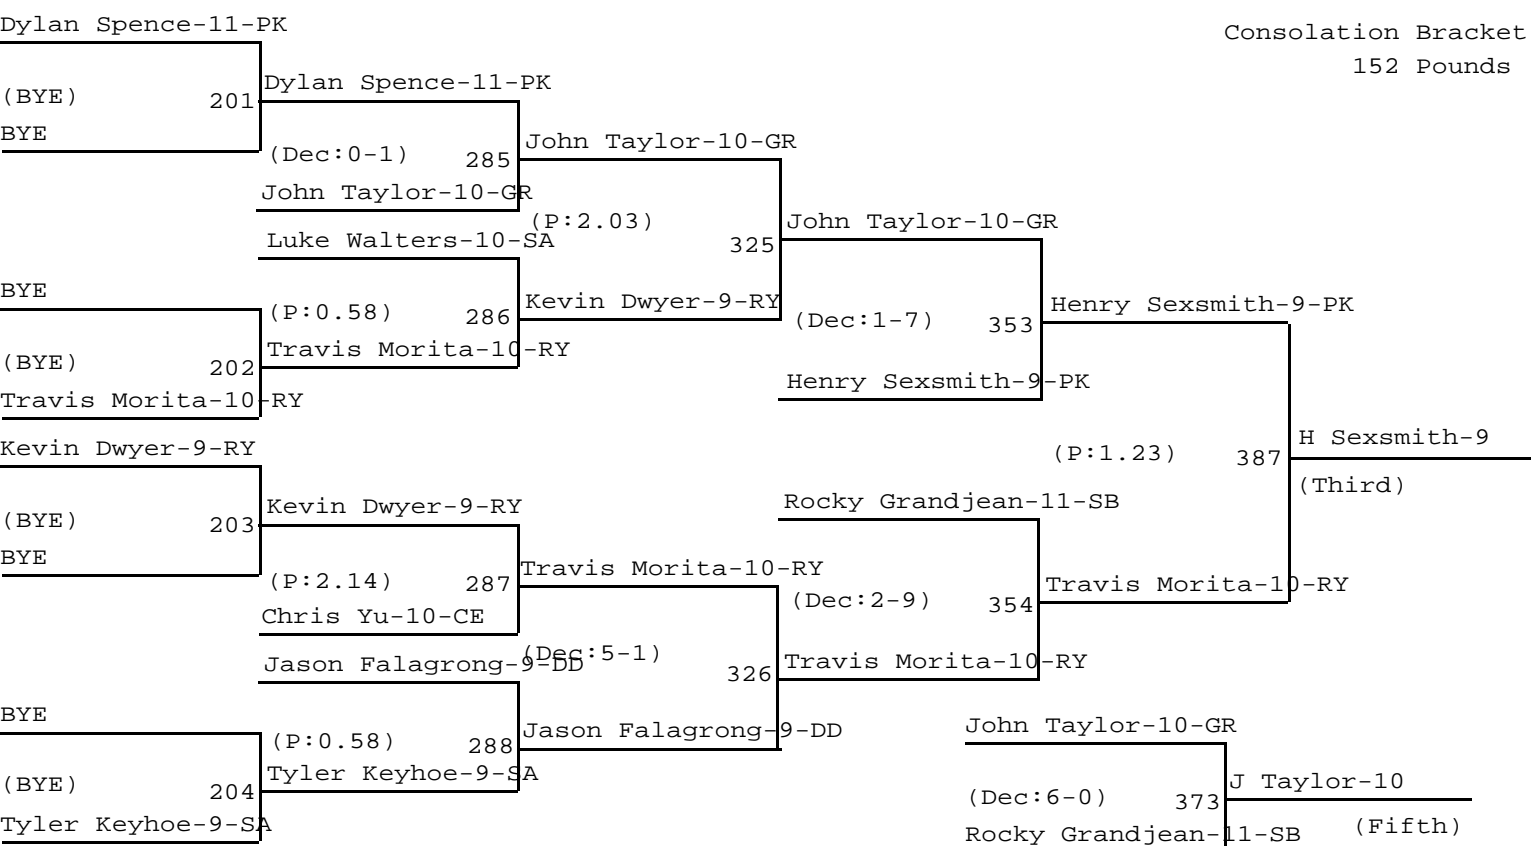 Dylan Spence-11-PK
Consolation Bracket
152 Pounds
Dylan Spence-11-PK
(BYE)
201
BYE
John Taylor-10-GR
(Dec:0-1)
285
John Taylor-10-GR
(P:2.03)
John Taylor-10-GR
Luke Walters-10-SA
325
BYE
Kevin Dwyer-9-RY
Henry Sexsmith-9-PK
(P:0.58)
286
(Dec:1-7)
353
Travis Morita-10-RY
(BYE)
202
Henry Sexsmith-9-PK
Travis Morita-10-RY
H Sexsmith-9
Kevin Dwyer-9-RY
(P:1.23)
387
(Third)
Rocky Grandjean-11-SB
Kevin Dwyer-9-RY
(BYE)
203
BYE
Travis Morita-10-RY
(P:2.14)
287
Travis Morita-10-RY
(Dec:2-9)
354
Chris Yu-10-CE
(Dec:5-1)
Jason Falagrong-9-DD
Travis Morita-10-RY
326
BYE
John Taylor-10-GR
Jason Falagrong-9-DD
(P:0.58)
288
Tyler Keyhoe-9-SA
J Taylor-10
(BYE)
204
(Dec:6-0)
373
Tyler Keyhoe-9-SA
(Fifth)
Rocky Grandjean-11-SB